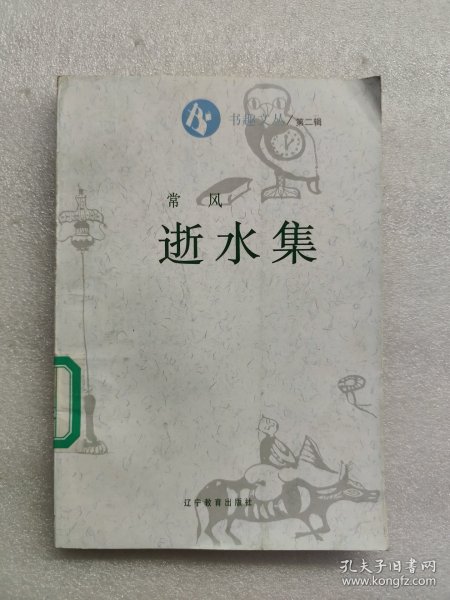 书趣文丛/第二辑
常风
逝水集
辽宁教育出版社
孔夫子旧书网
www.kongfz.com